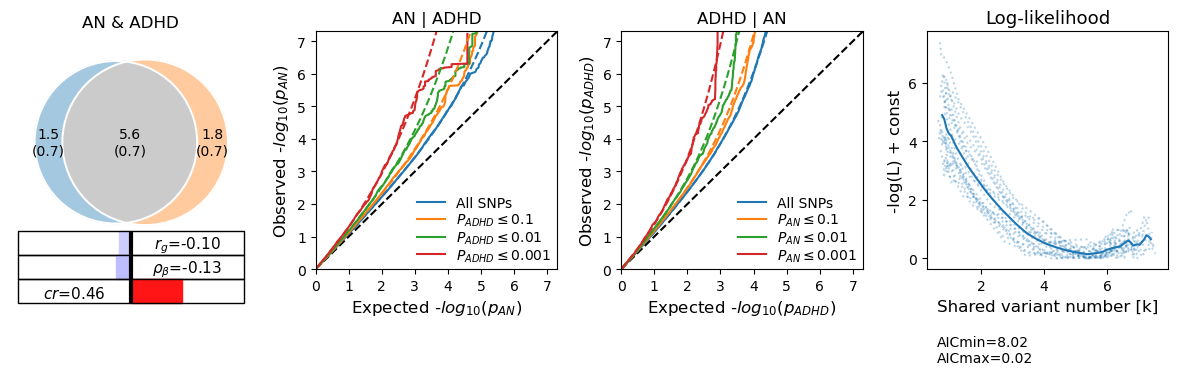 AN & ADHD
1.5
(0.7)
5.6
(0.7)
1.8
(0.7)
r_g=-0.10
ρ_β=-0.13
cr=0.46
AN | ADHD
Observed -log₁₀(p_AN)
7
6
5
4
3
2
1
0
All SNPs
P_ADHD ≤ 0.1
P_ADHD ≤ 0.01
P_ADHD ≤ 0.001
0 1 2 3 4 5 6 7
Expected -log₁₀(p_AN)
ADHD | AN
Observed -log₁₀(p_ADHD)
7
6
5
4
3
2
1
0
All SNPs
P_AN ≤ 0.1
P_AN ≤ 0.01
P_AN ≤ 0.001
0 1 2 3 4 5 6 7
Expected -log₁₀(p_ADHD)
Log-likelihood
-log(L) + const
6
4
2
0
2 4 6
Shared variant number [k]
AICmin=8.02
AICmax=0.02